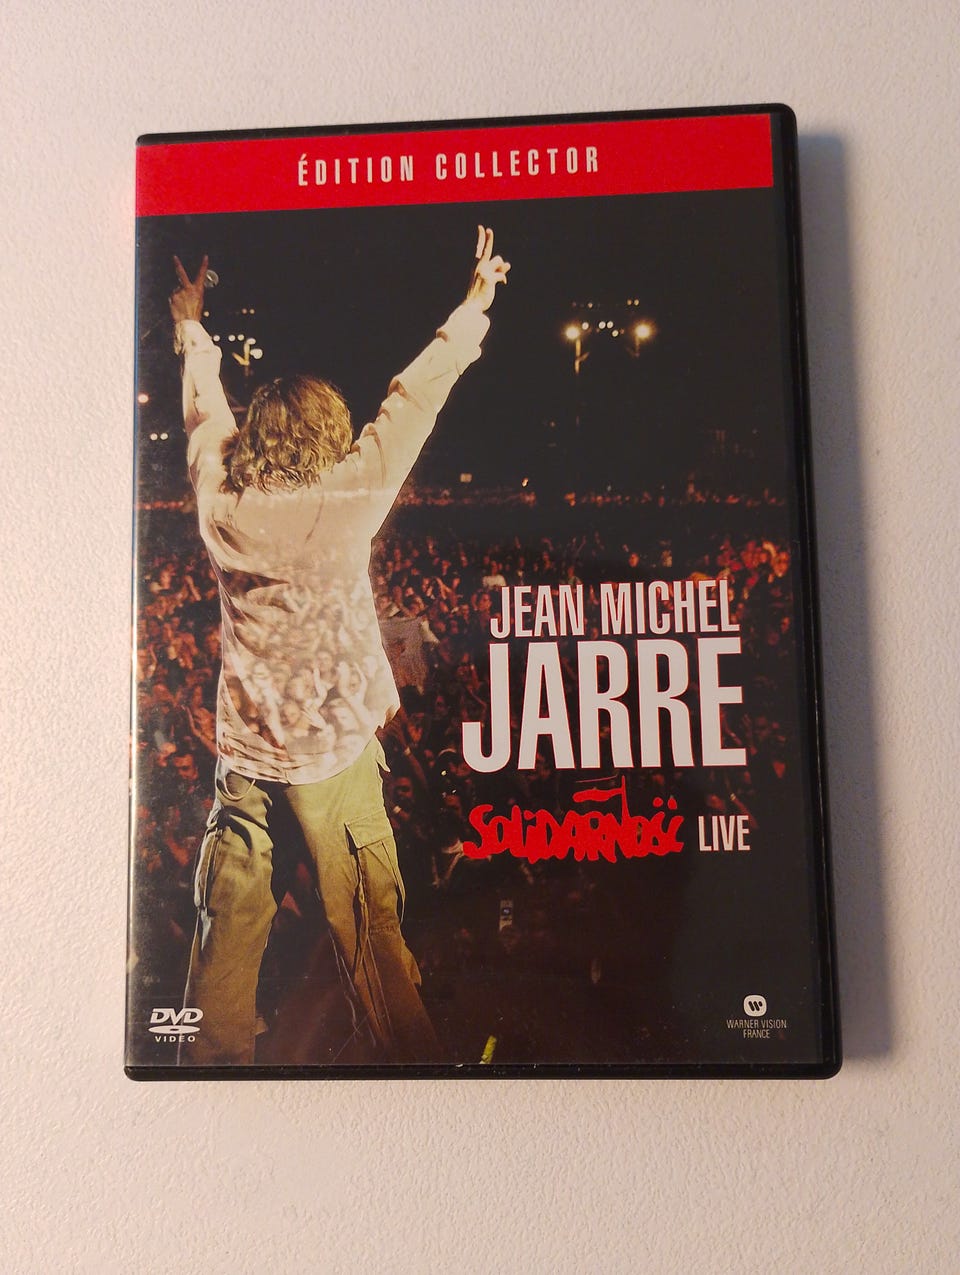 ÉDITION COLLECTOR
JEAN MICHEL
JARRE
SOLiDARNOŚĆ LIVE
DVD
VIDEO
WARNER VISION
FRANCE